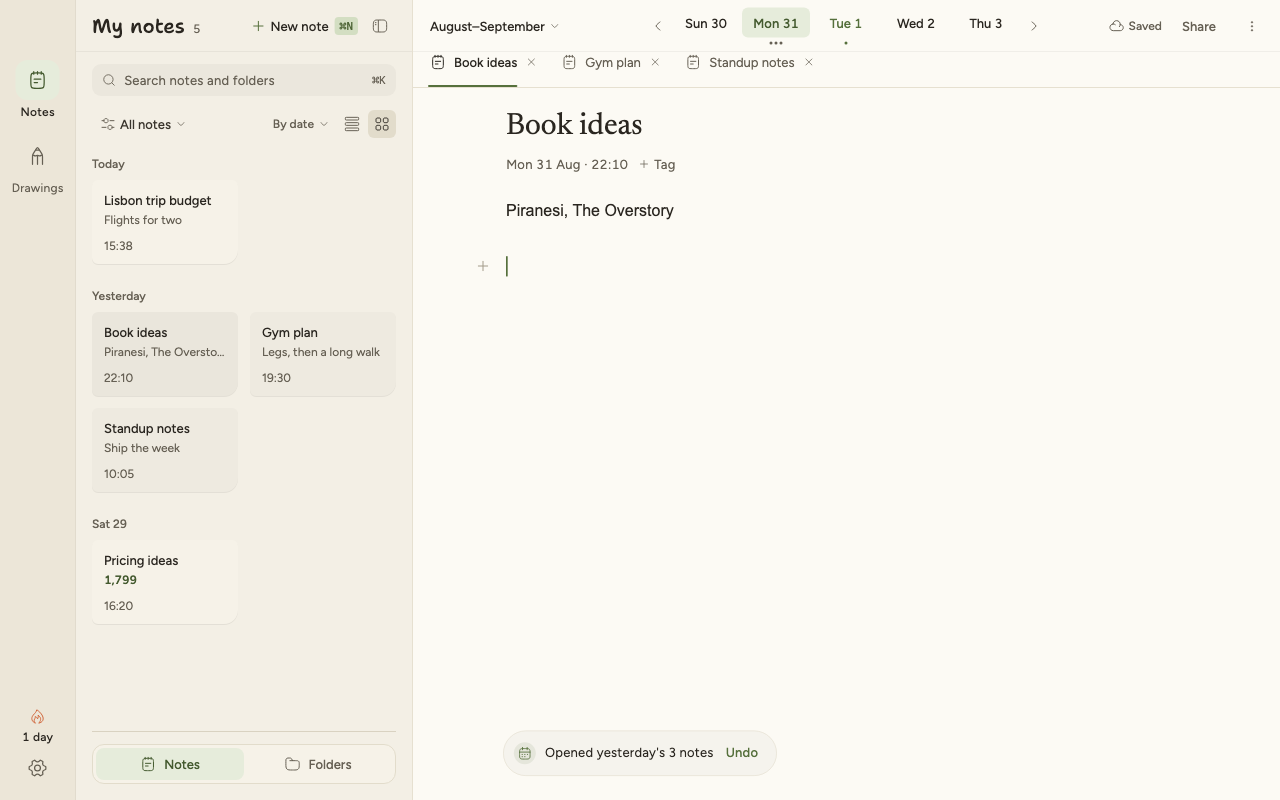 My notes 5
New note ⌘N
August–September
Sun 30
Mon 31
Tue 1
Wed 2
Thu 3
Saved
Share
Notes
Drawings
1 day
Search notes and folders ⌘K
All notes
By date
Today
Lisbon trip budget
Flights for two
15:38
Yesterday
Book ideas
Piranesi, The Oversto...
22:10
Gym plan
Legs, then a long walk
19:30
Standup notes
Ship the week
10:05
Sat 29
Pricing ideas
1,799
16:20
Notes
Folders
Book ideas
Gym plan
Standup notes
Book ideas
Mon 31 Aug · 22:10 + Tag
Piranesi, The Overstory
Opened yesterday's 3 notes Undo